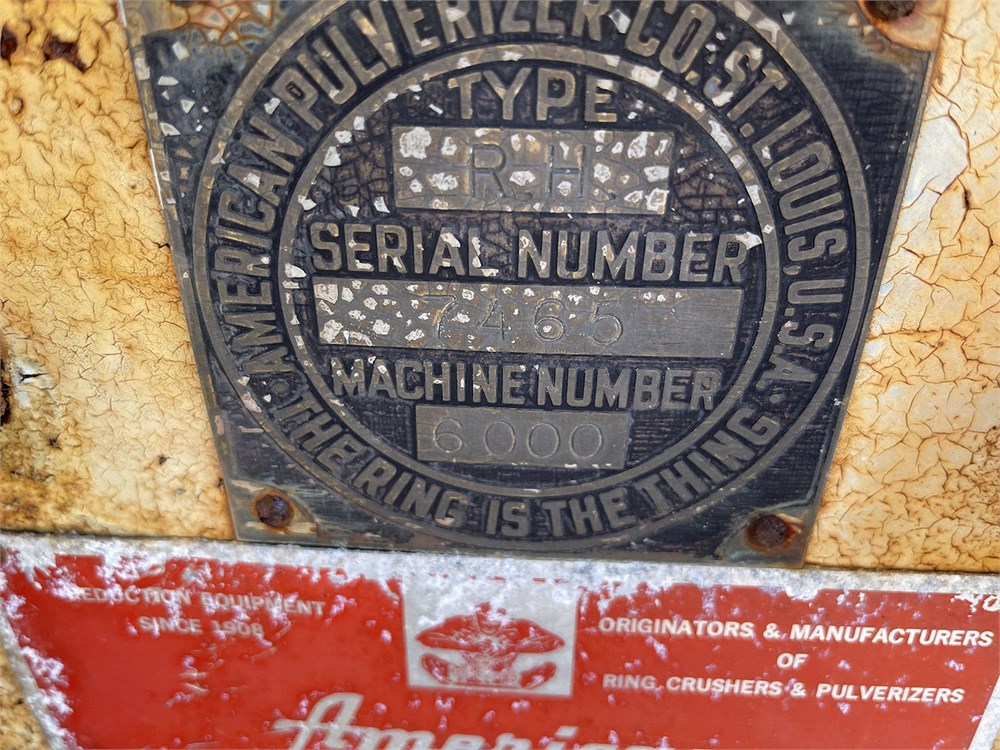 AMERICAN PULVERIZER CO. ST. LOUIS, U.S.A.
TYPE
R.H.
SERIAL NUMBER
7465
MACHINE NUMBER
6000
THE RING IS THE THING
REDUCTION EQUIPMENT
SINCE 1908
ORIGINATORS & MANUFACTURERS
OF
RING CRUSHERS & PULVERIZERS